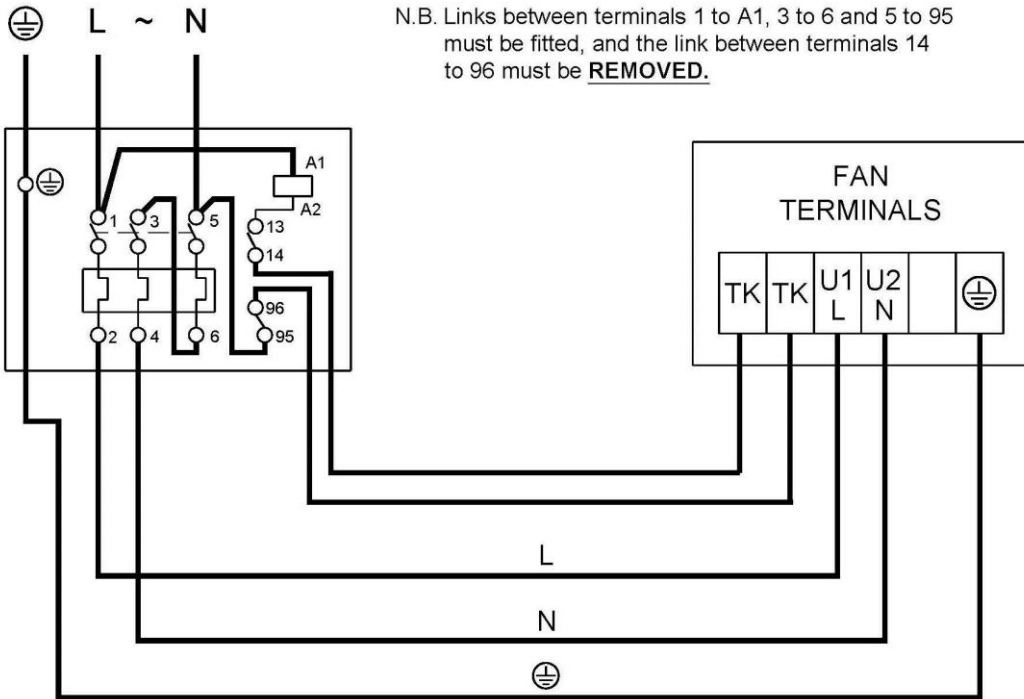 L ~ N
N.B. Links between terminals 1 to A1, 3 to 6 and 5 to 95
must be fitted, and the link between terminals 14
to 96 must be REMOVED.
A1
A2
1
3
5
13
14
96
2
4
6
95
FAN
TERMINALS
TK TK U1 U2
L N
L
N